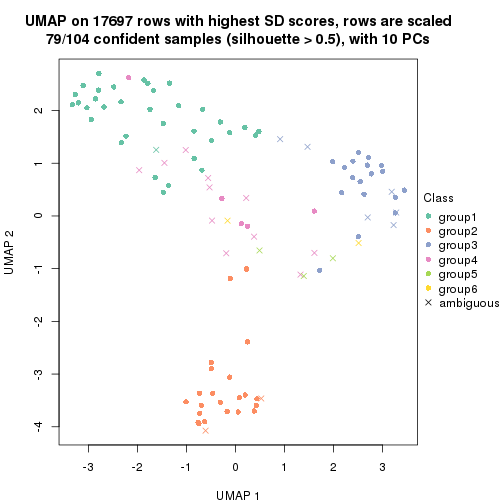 UMAP on 17697 rows with highest SD scores, rows are scaled
79/104 confident samples (silhouette > 0.5), with 10 PCs
UMAP 2
2
1
0
-1
-2
-3
-4
-3
-2
-1
0
1
2
3
UMAP 1
Class
group1
group2
group3
group4
group5
group6
ambiguous